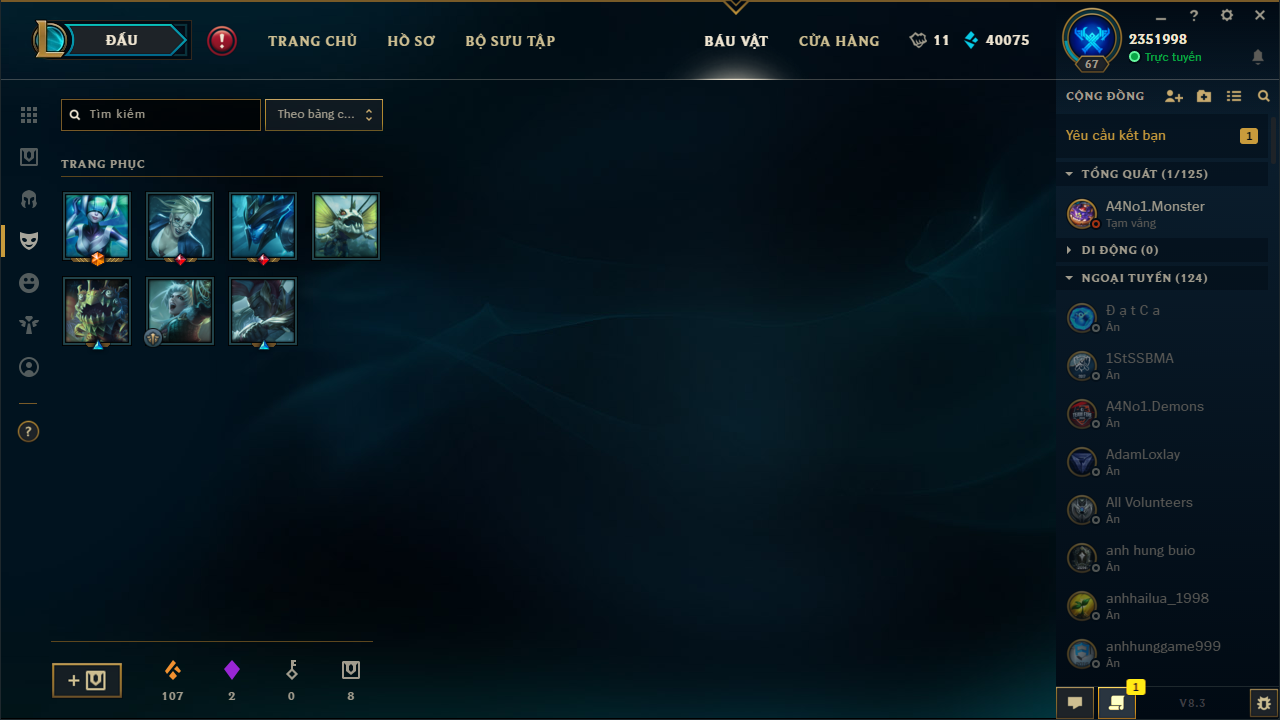 ĐẤU
TRANG CHỦ
HỒ SƠ
BỘ SƯU TẬP
BÁU VẬT
CỬA HÀNG
11
40075
67
2351998
Trực tuyến
Tìm kiếm
Theo bảng c...
TRANG PHỤC
107
2
0
8
CỘNG ĐỒNG
Yêu cầu kết bạn
1
TỔNG QUÁT (1/125)
A4No1.Monster
Tạm vắng
DI ĐỘNG (0)
NGOẠI TUYẾN (124)
Đ ạ t C a
Ẩn
1StSSBMA
Ẩn
A4No1.Demons
Ẩn
AdamLoxlay
Ẩn
All Volunteers
Ẩn
anh hung buio
Ẩn
anhhailua_1998
Ẩn
anhhunggame999
Ẩn
1
V8.3